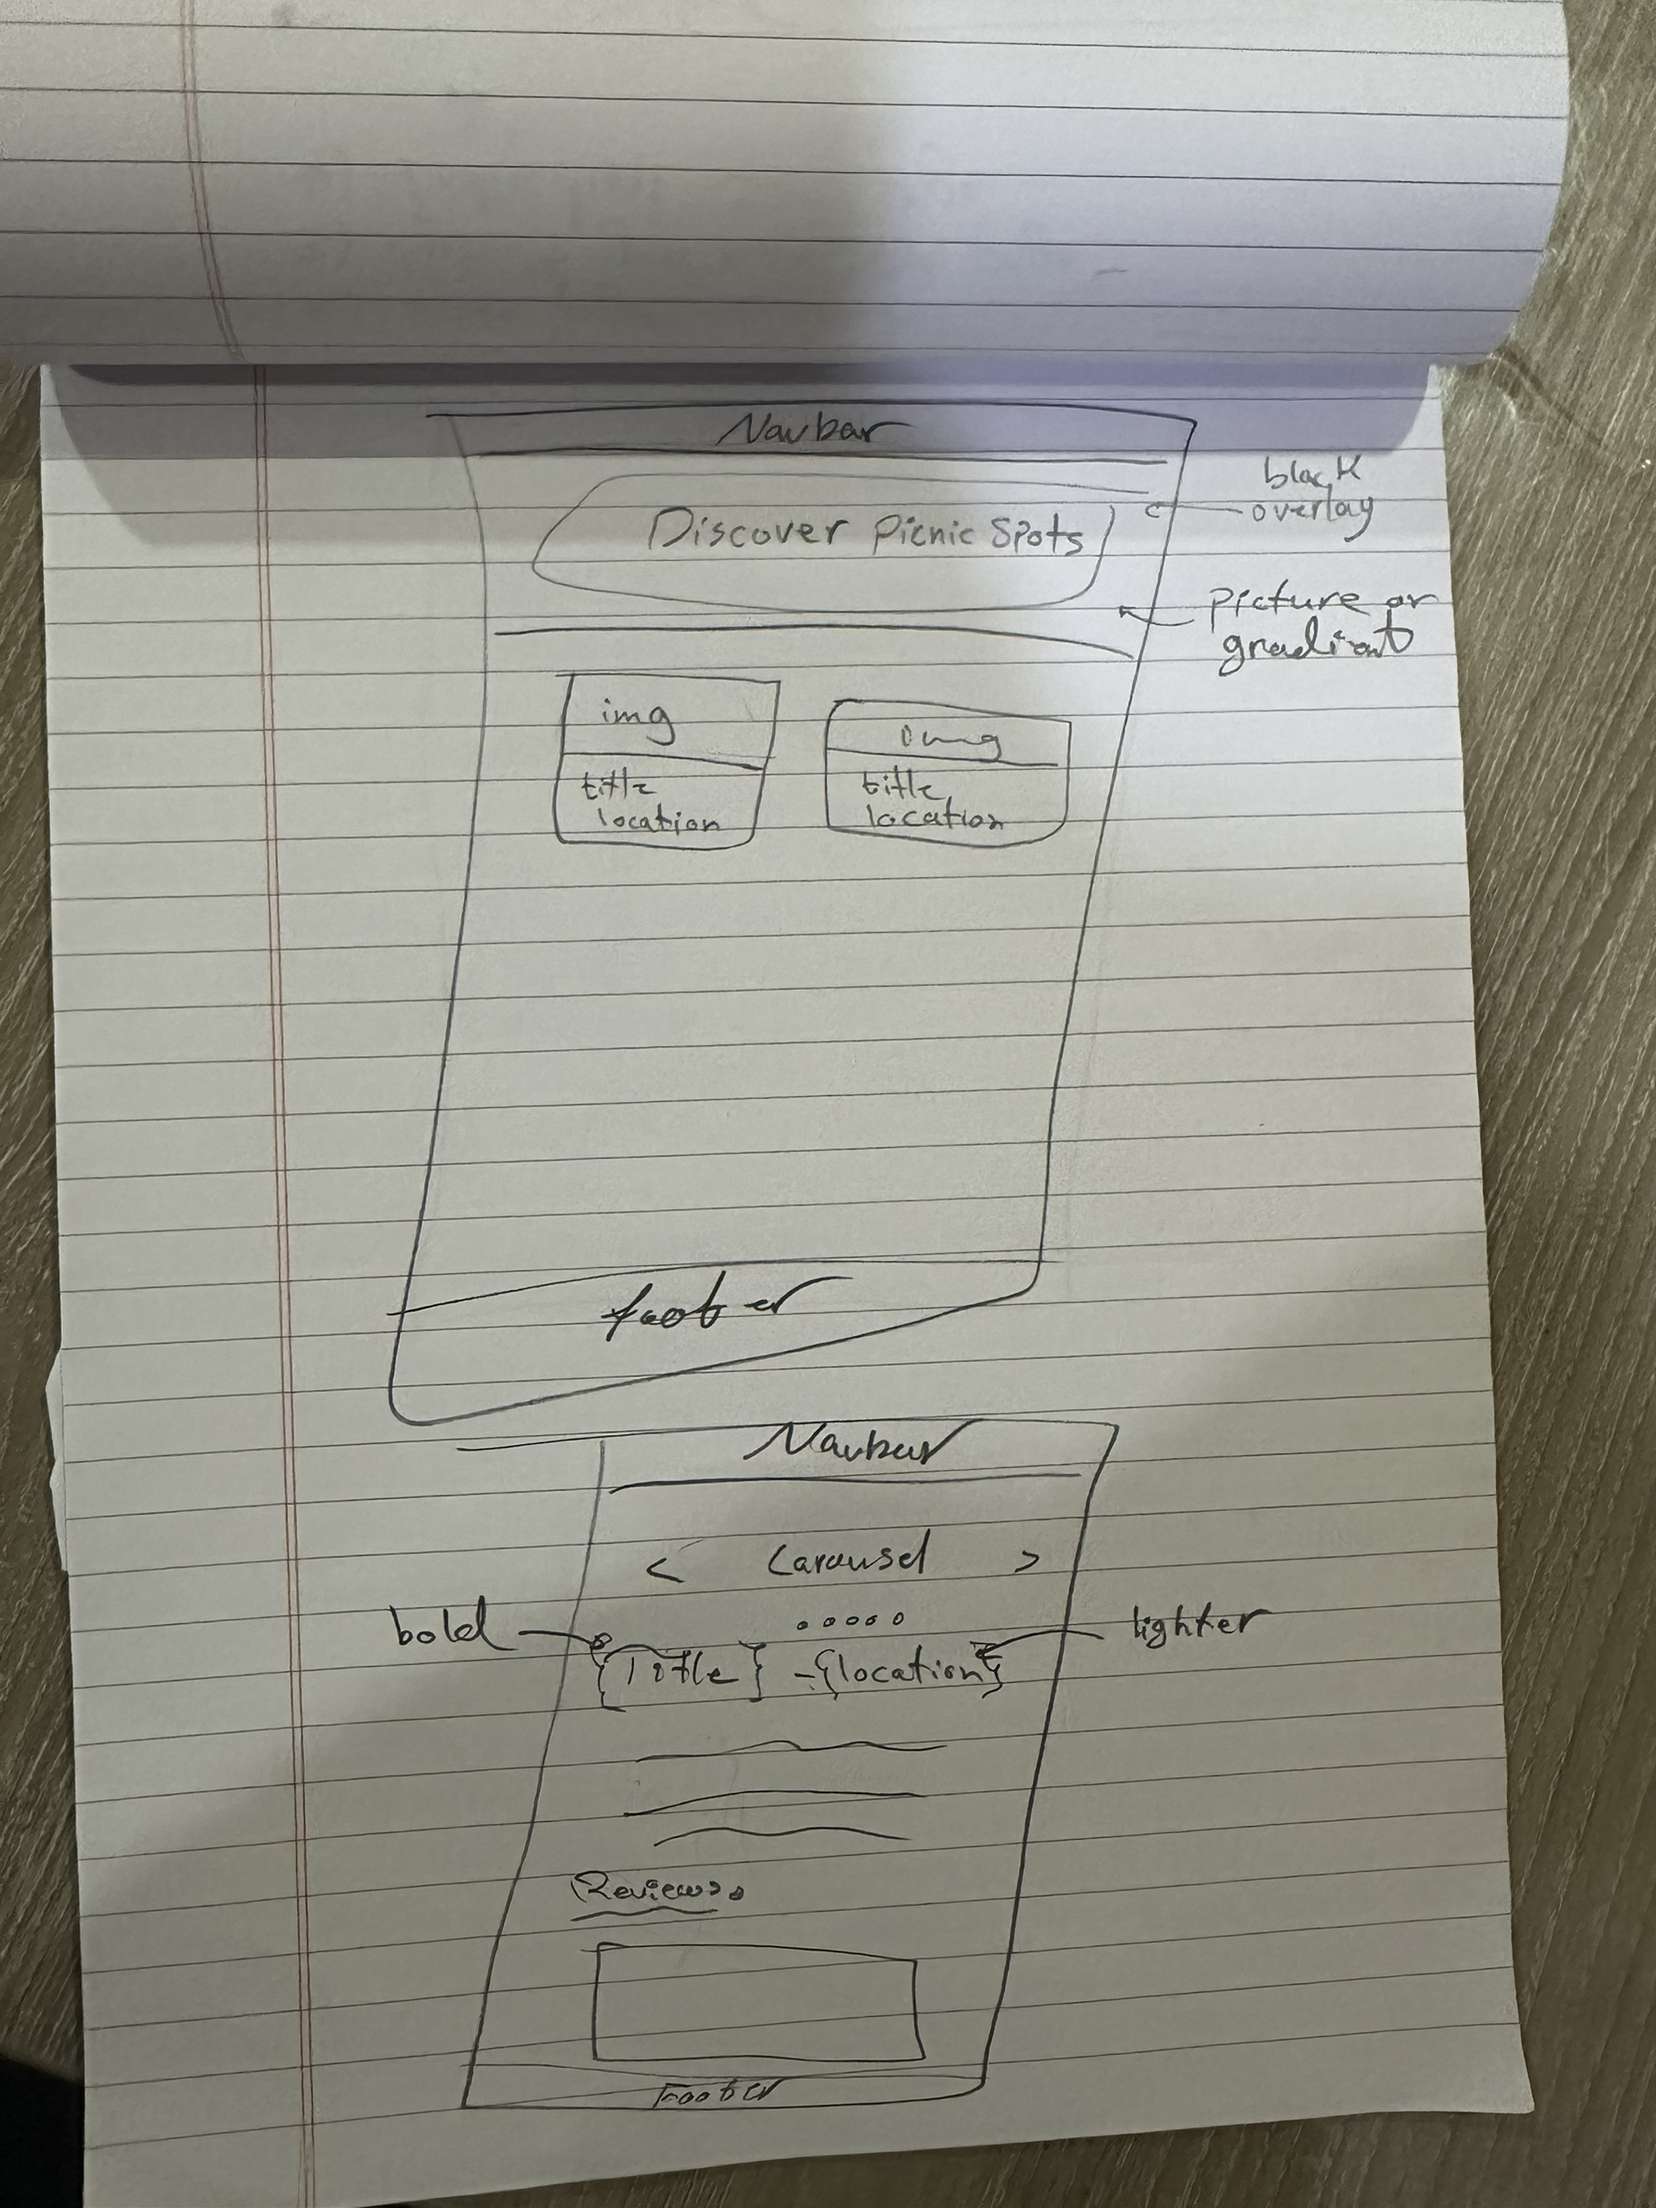 Navbar
black
overlay
Discover Picnic Spots
picture or
gradient
img
img
title
location
title
location
footer
Navbar
< Carousel >
bold
lighter
{Title} - {location}
Reviews
Footer